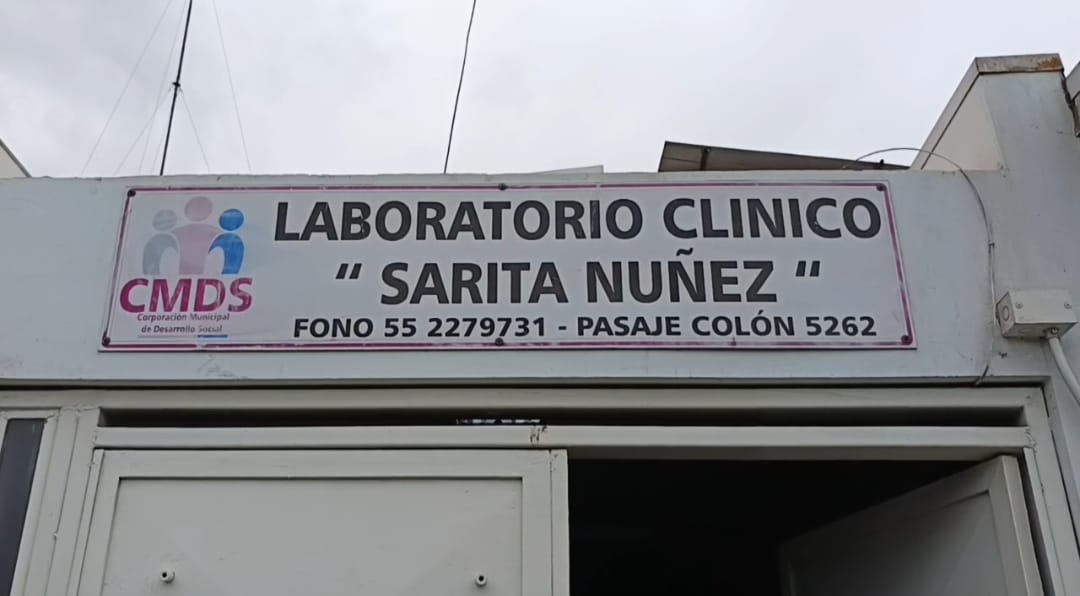 LABORATORIO CLINICO
" SARITA NUÑEZ "
FONO 55 2279731 - PASAJE COLÓN 5262
CMDS
Corporación Municipal
de Desarrollo Social